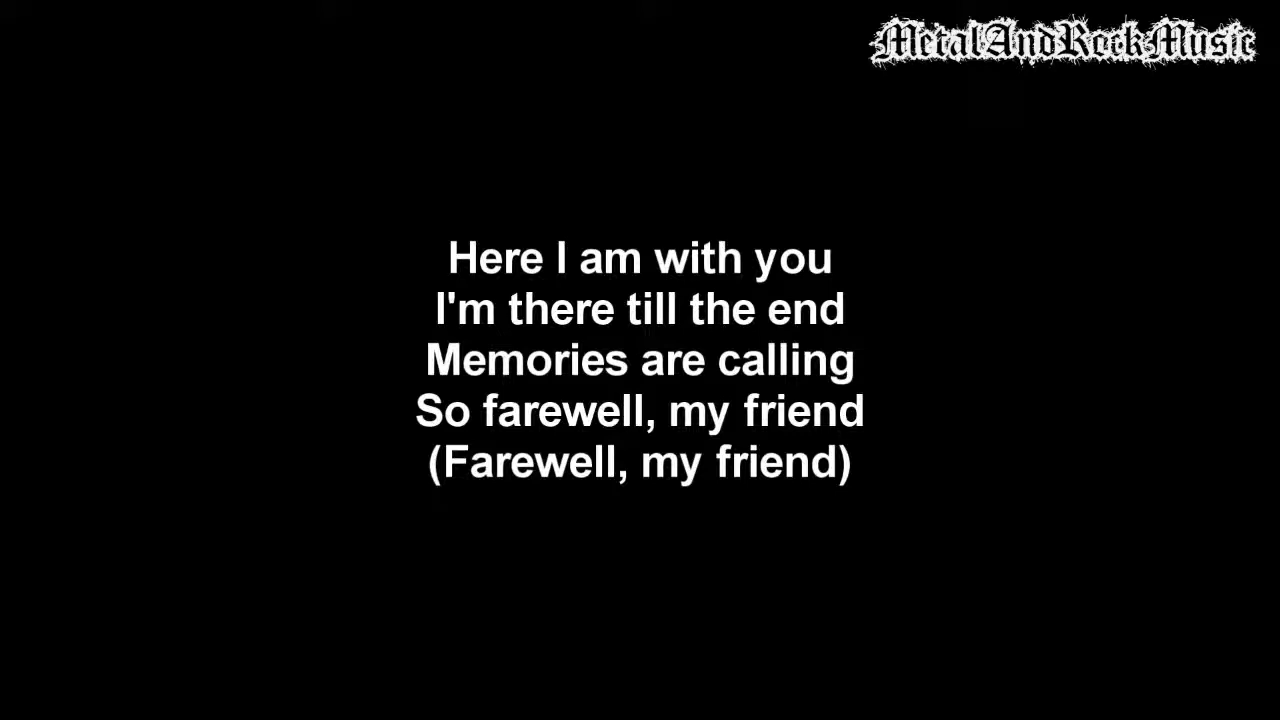 MetalAndRockMusic
Here I am with you
I'm there till the end
Memories are calling
So farewell, my friend
(Farewell, my friend)